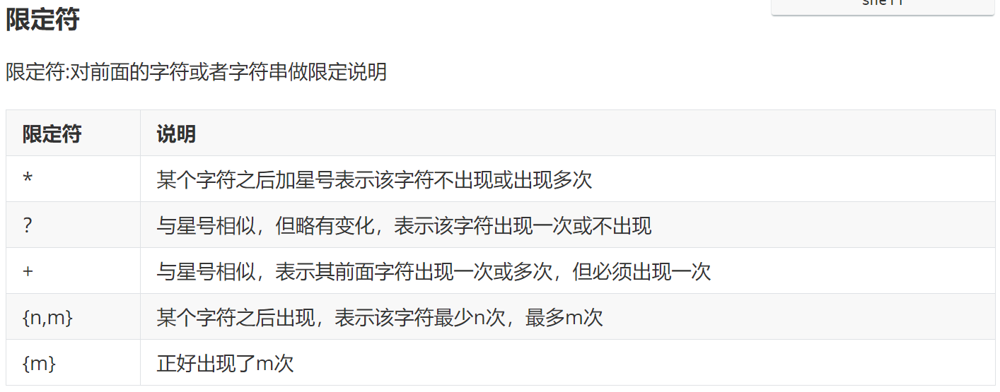 限定符
限定符:对前面的字符或者字符串做限定说明
限定符 说明
* 某个字符之后加星号表示该字符不出现或出现多次
? 与星号相似，但略有变化，表示该字符出现一次或不出现
+ 与星号相似，表示其前面字符出现一次或多次，但必须出现一次
{n,m} 某个字符之后出现，表示该字符最少n次，最多m次
{m} 正好出现了m次